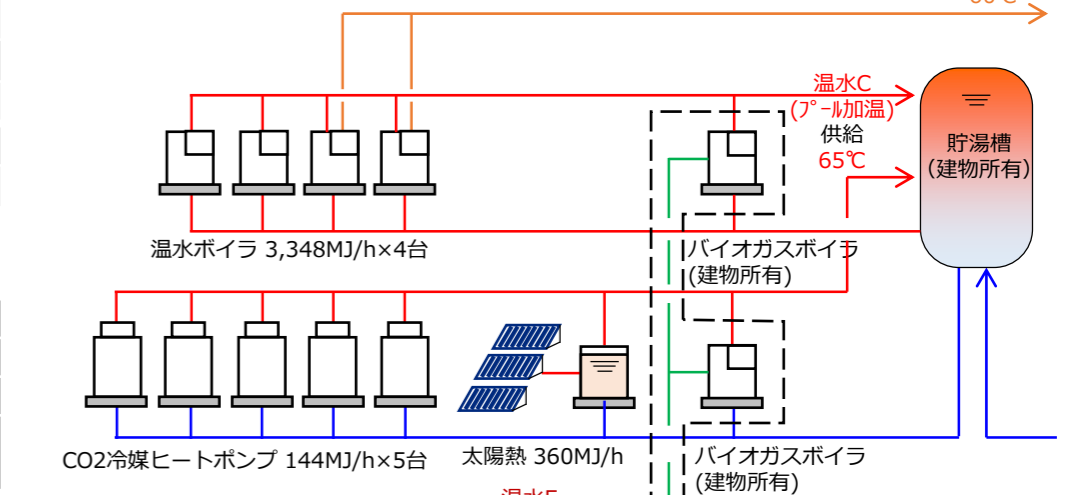 温水C
(プール加温)
供給
65℃
貯湯槽
(建物所有)
温水ボイラ 3,348MJ/h×4台
バイオガスボイラ
(建物所有)
CO2冷媒ヒートポンプ 144MJ/h×5台
太陽熱 360MJ/h
バイオガスボイラ
(建物所有)